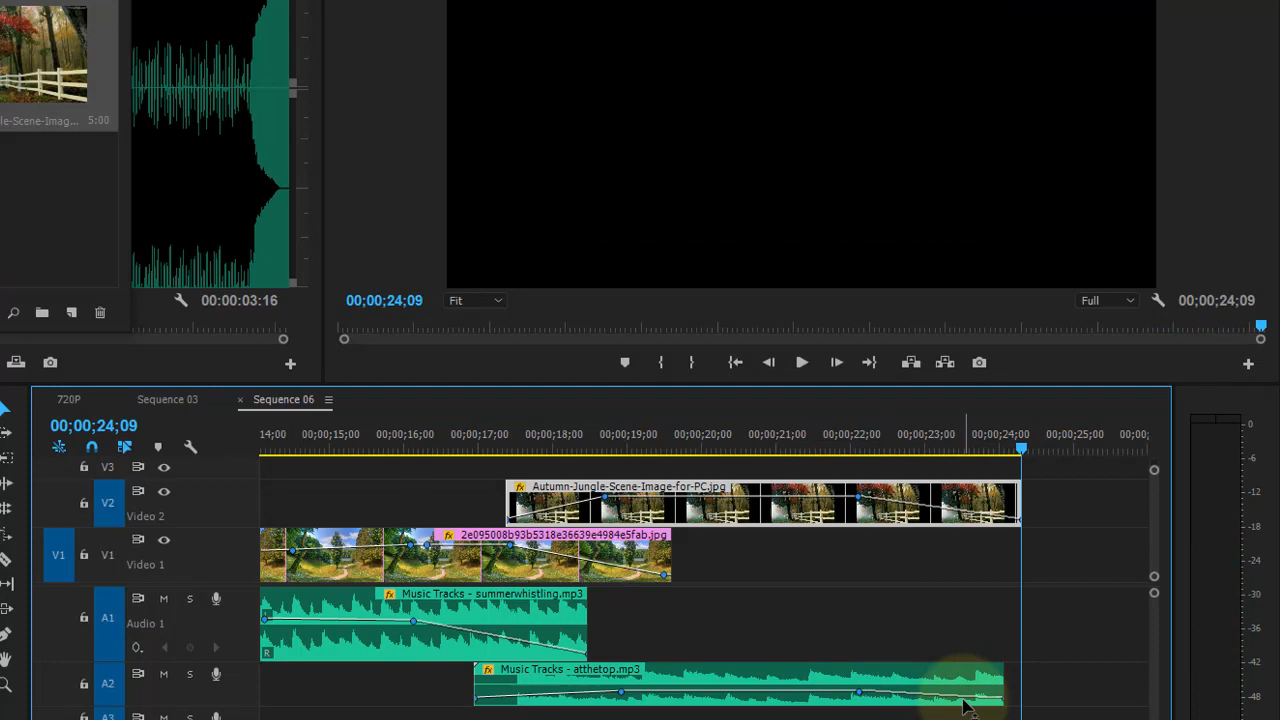 le-Scene-Imag... 5:00
00:00:03:16
00;00;24;09 Fit Full 00;00;24;09
720P Sequence 03 × Sequence 06
00;00;24;09
14;00 00;00;15;00 00;00;16;00 00;00;17;00 00;00;18;00 00;00;19;00 00;00;20;00 00;00;21;00 00;00;22;00 00;00;23;00 00;00;24;00 00;00;25;00 00;00;
V3
fx Autumn-Jungle-Scene-Image-for-PC.jpg
V2
Video 2
fx 2e095008b93b5318e36639e4984e5fab.jpg
V1 V1
Video 1
fx Music Tracks - summerwhistling.mp3
M S
L
A1
Audio 1
R
fx Music Tracks - atthetop.mp3
M S
A2
A3
0
-6
-12
-18
-24
-30
-36
-42
-48